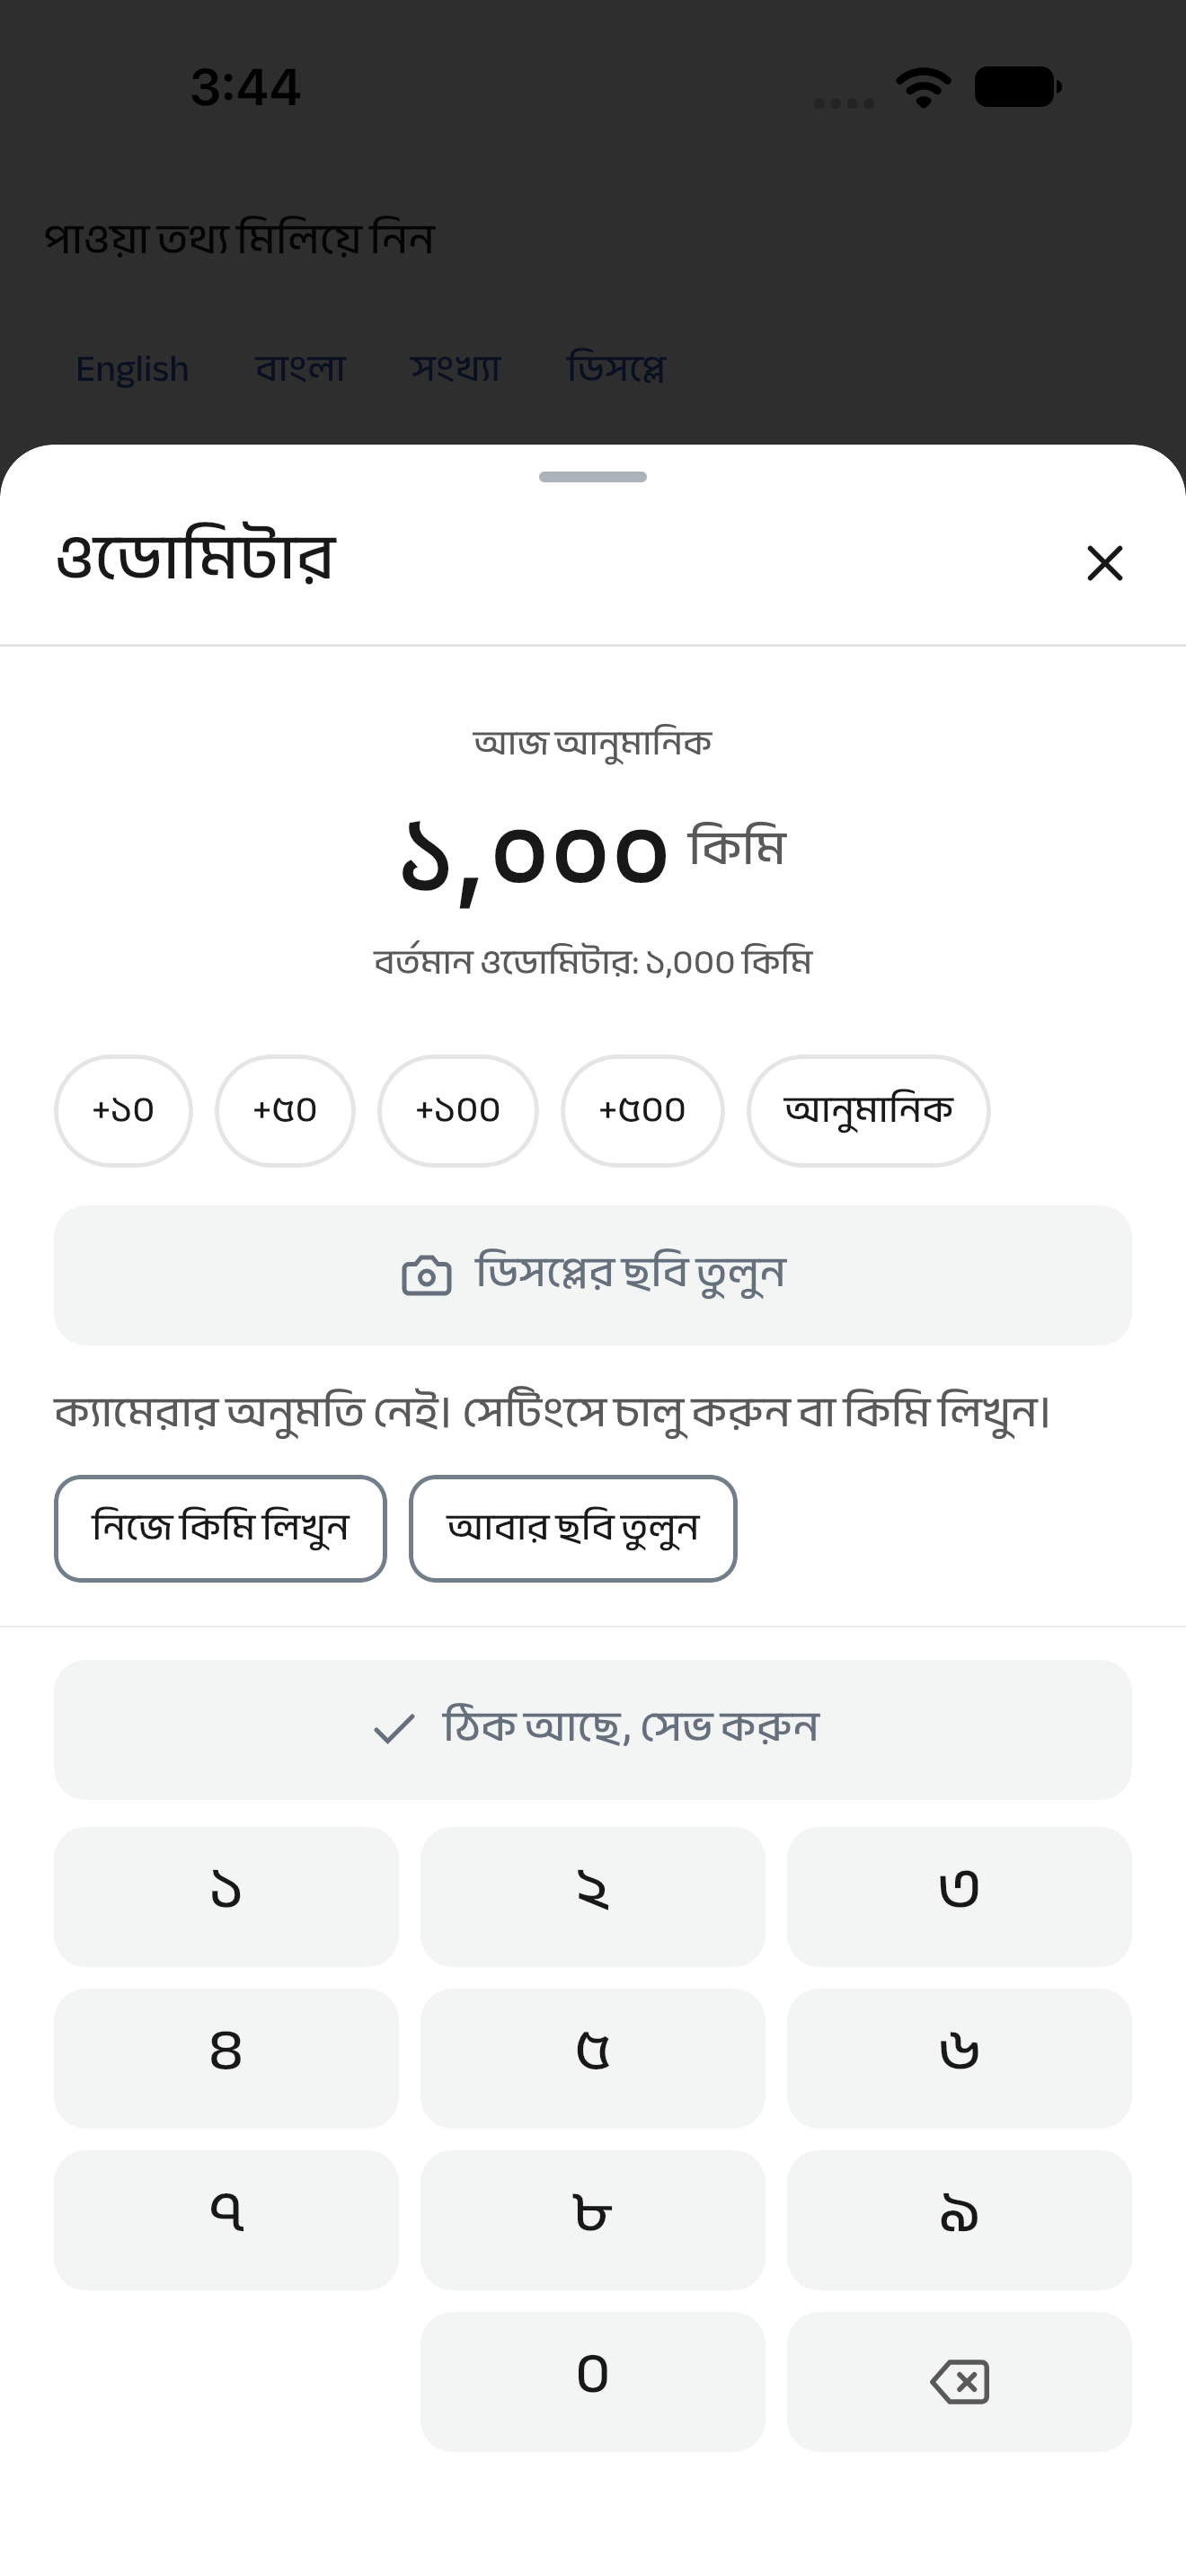 3:44
পাওয়া তথ্য মিলিয়ে নিন
English বাংলা সংখ্যা ডিসপ্লে
ওডোমিটার
আজ আনুমানিক
১,০০০ কিমি
বর্তমান ওডোমিটার: ১,০০০ কিমি
+১০ +৫০ +১০০ +৫০০ আনুমানিক
ডিসপ্লের ছবি তুলুন
ক্যামেরার অনুমতি নেই। সেটিংসে চালু করুন বা কিমি লিখুন।
নিজে কিমি লিখুন আবার ছবি তুলুন
ঠিক আছে, সেভ করুন
১ ২ ৩
৪ ৫ ৬
৭ ৮ ৯
০